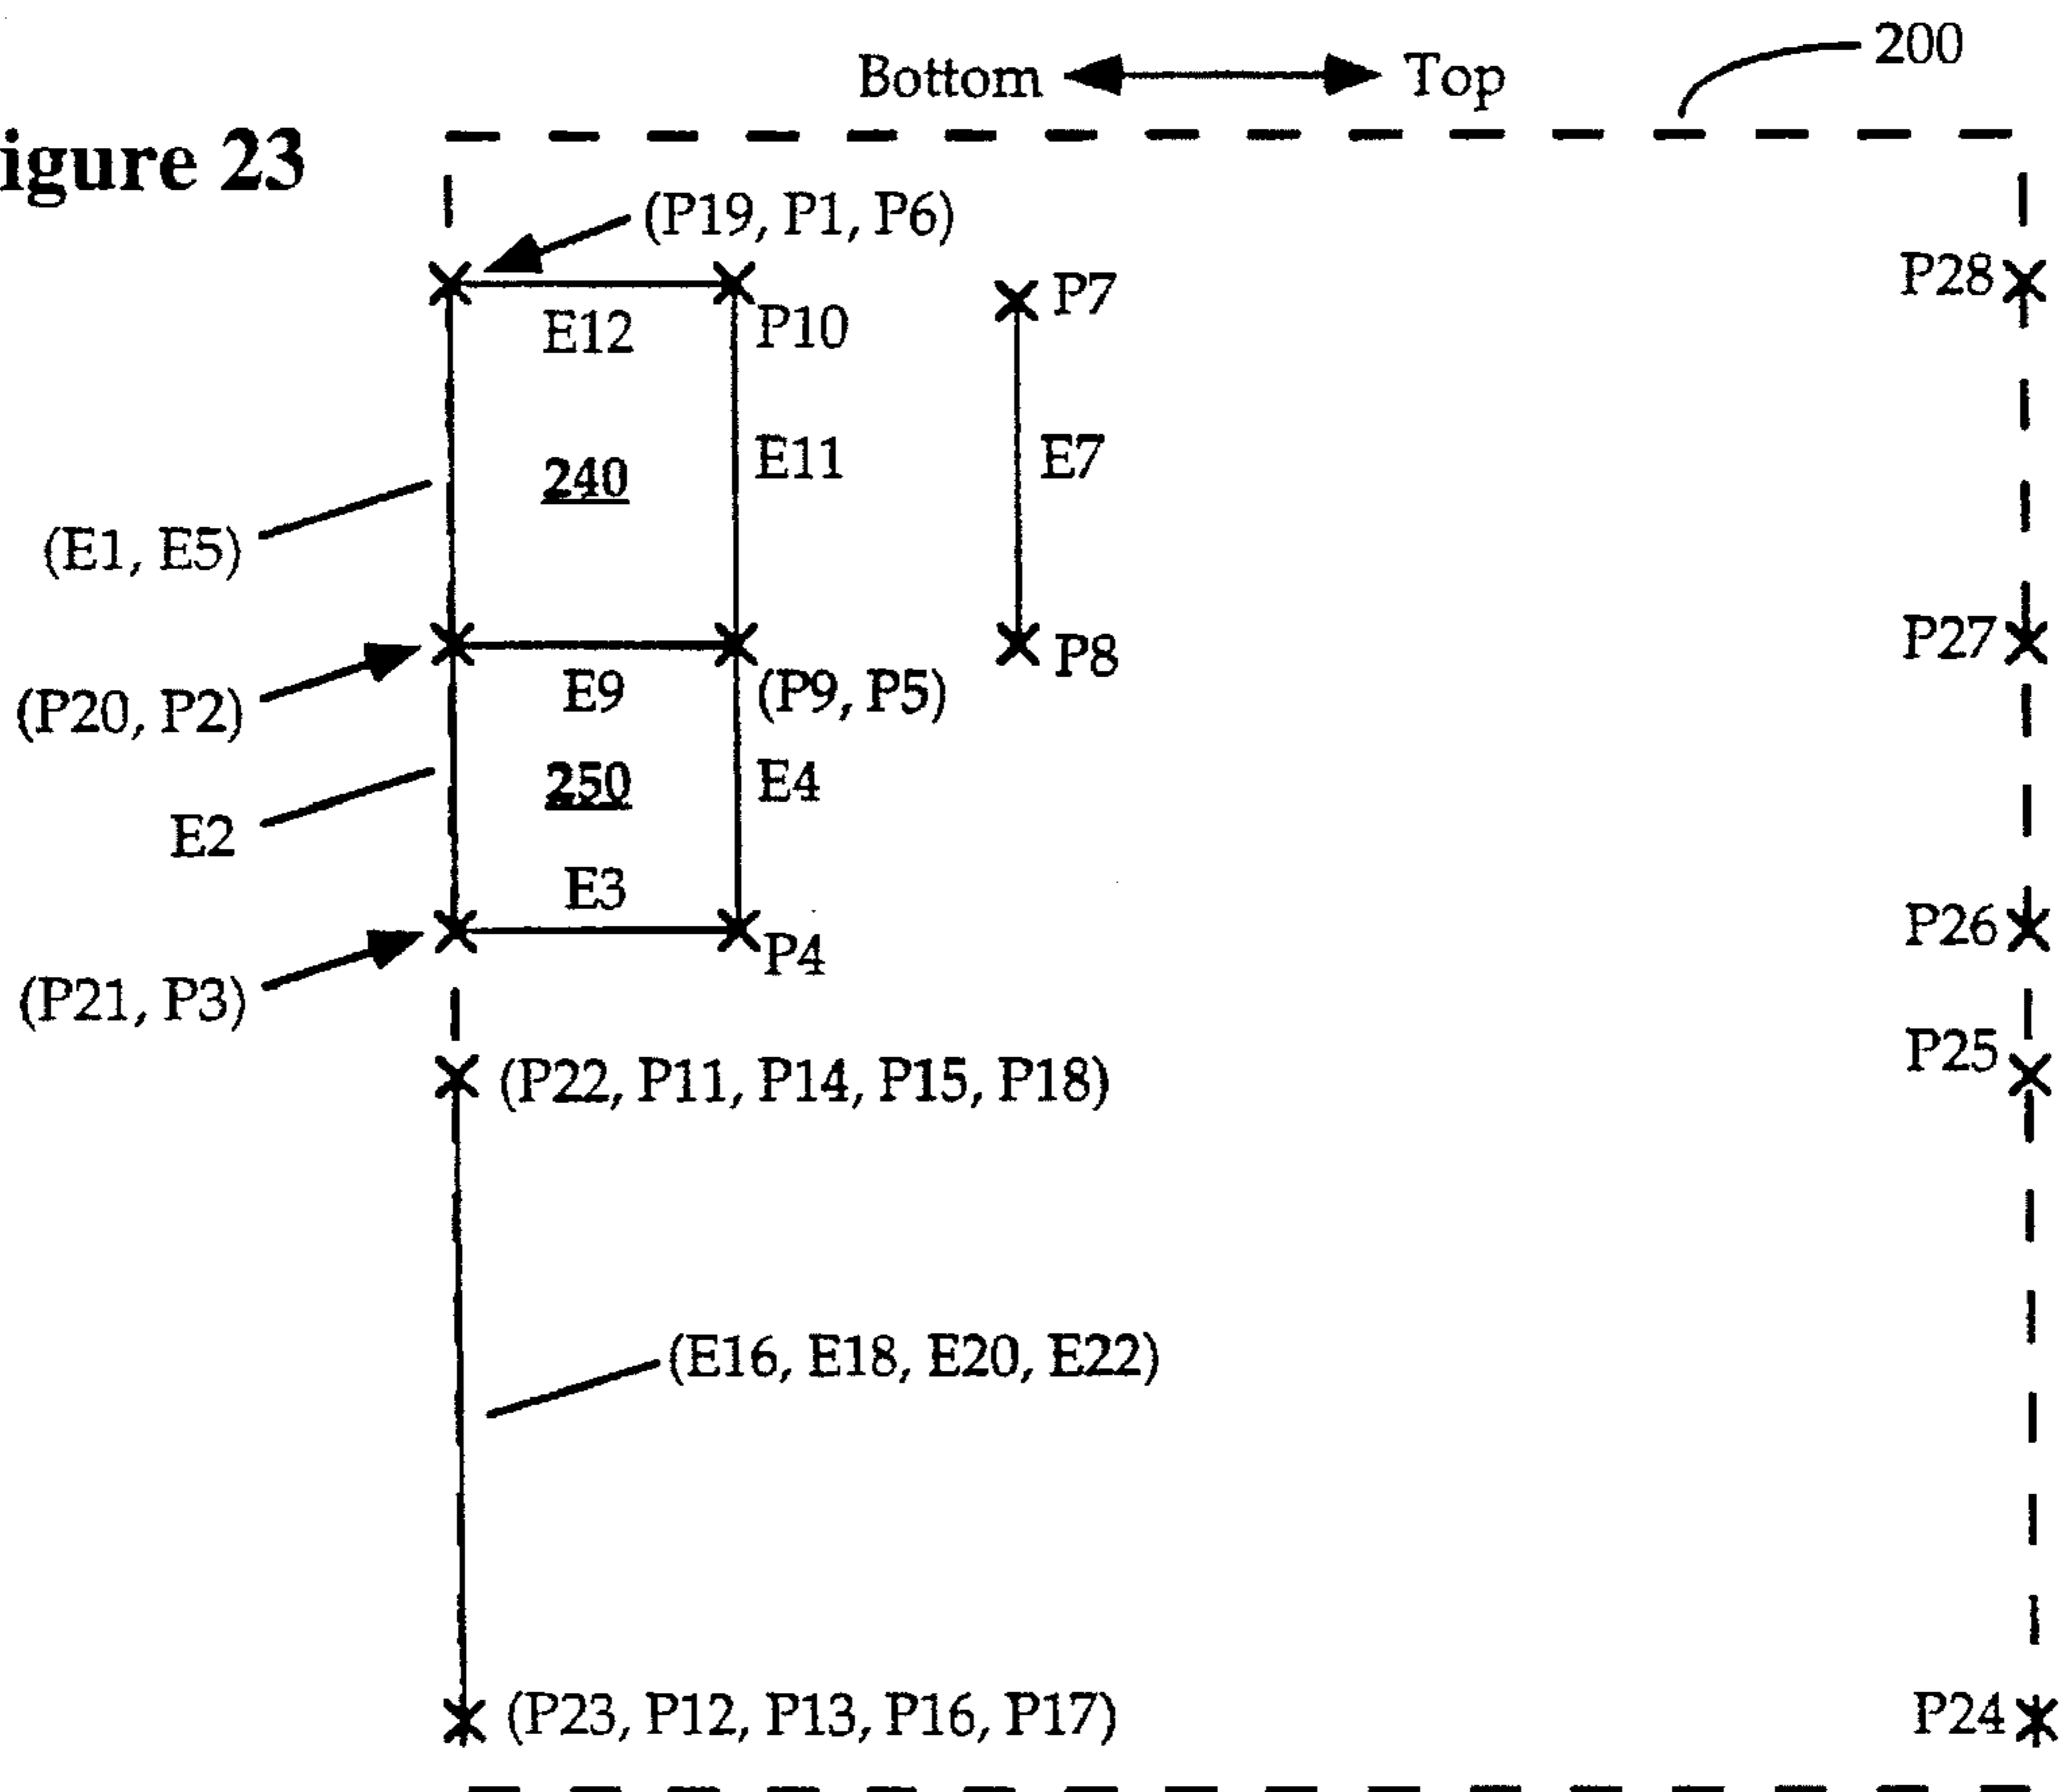 200
Bottom Top
igure 23
(P19, P1, P6)
P28
P7
E12
P10
240
E11
E7
(E1, E5)
P27
P8
(P20, P2)
E9
(P9, P5)
250
E4
E2
E3
P26
P4
(P21, P3)
P25
(P22, P11, P14, P15, P18)
(E16, E18, E20, E22)
(P23, P12, P13, P16, P17)
P24